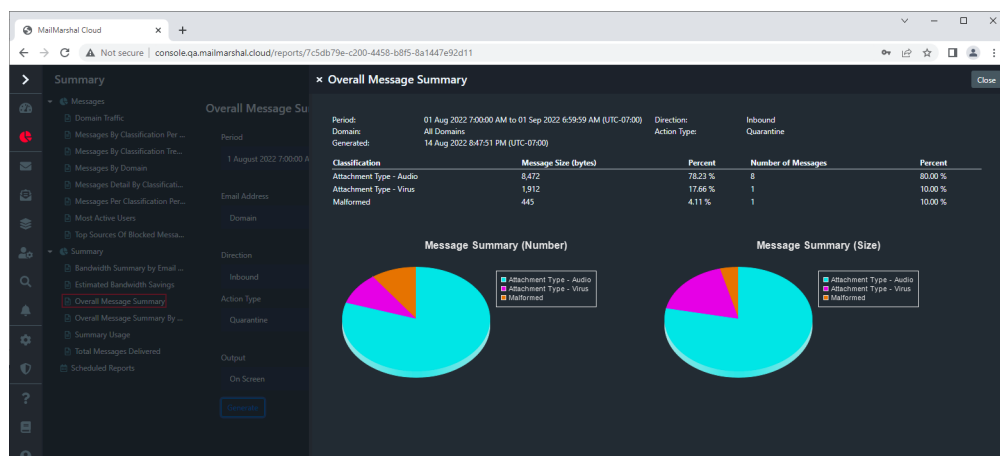 MailMarshal Cloud
Not secure | console.qa.mailmarshal.cloud/reports/7c5db79e-c200-4458-b8f5-8a1447e92d11
Summary
Messages
Domain Traffic
Messages By Classification Per ...
Messages By Classification Tre...
Messages By Domain
Messages Detail By Classificati...
Messages Per Classification Per...
Most Active Users
Top Sources Of Blocked Messa...
Summary
Bandwidth Summary by Email ...
Estimated Bandwidth Savings
Overall Message Summary
Overall Message Summary By ...
Summary Usage
Total Messages Delivered
Scheduled Reports
Overall Message Su
Period
1 August 2022 7:00:00 A
Email Address
Domain
Direction
Inbound
Action Type
Quarantine
Output
On Screen
Generate
× Overall Message Summary
Close
Period: 01 Aug 2022 7:00:00 AM to 01 Sep 2022 6:59:59 AM (UTC-07:00) Direction: Inbound
Domain: All Domains Action Type: Quarantine
Generated: 14 Aug 2022 8:47:51 PM (UTC-07:00)
Classification Message Size (bytes) Percent Number of Messages Percent
Attachment Type - Audio 8,472 78.23 % 8 80.00 %
Attachment Type - Virus 1,912 17.66 % 1 10.00 %
Malformed 445 4.11 % 1 10.00 %
Message Summary (Number)
Attachment Type - Audio
Attachment Type - Virus
Malformed
Message Summary (Size)
Attachment Type - Audio
Attachment Type - Virus
Malformed